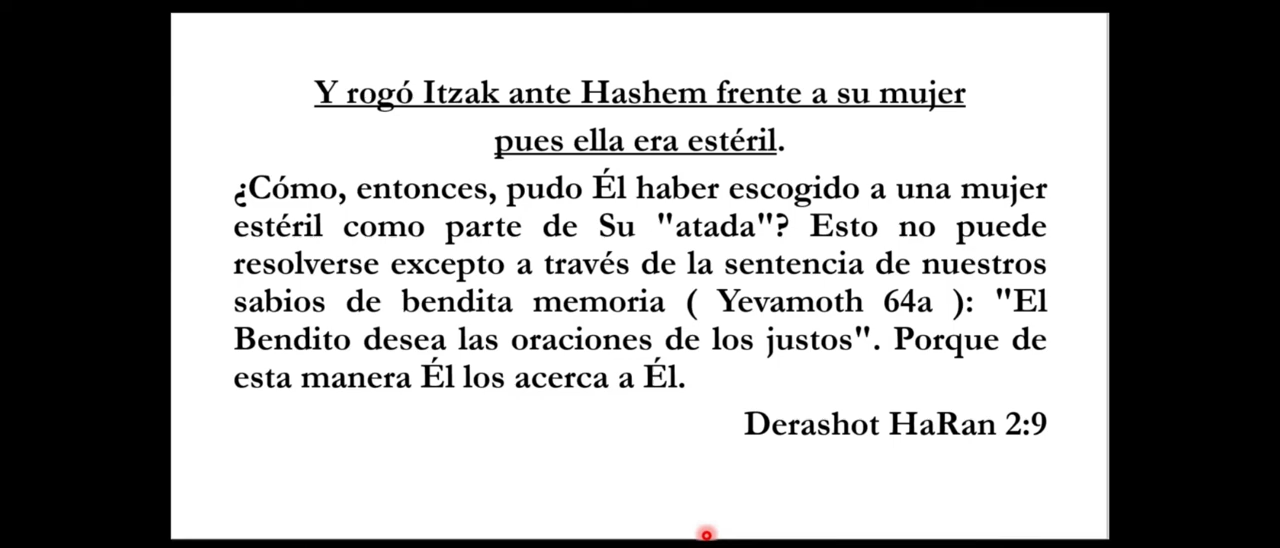 Y rogó Itzak ante Hashem frente a su mujer
pues ella era estéril.
¿Cómo, entonces, pudo Él haber escogido a una mujer
estéril como parte de Su "atada"? Esto no puede
resolverse excepto a través de la sentencia de nuestros
sabios de bendita memoria ( Yevamoth 64a ): "El
Bendito desea las oraciones de los justos". Porque de
esta manera Él los acerca a Él.
Derashot HaRan 2:9